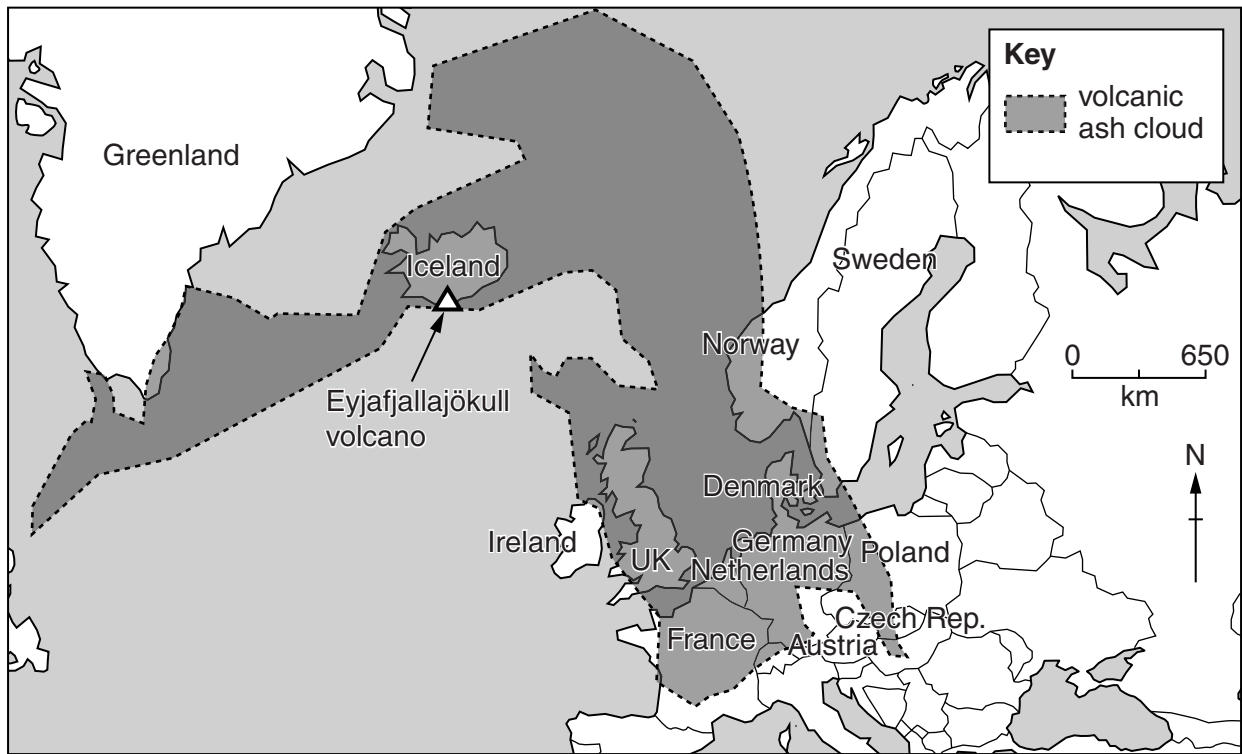 Key
volcanic
ash cloud
Greenland
Iceland
Sweden
Norway
0 650
km
Eyjafjallajökull
volcano
N
Denmark
Ireland
UK
Germany
Netherlands
Poland
Czech Rep.
France
Austria